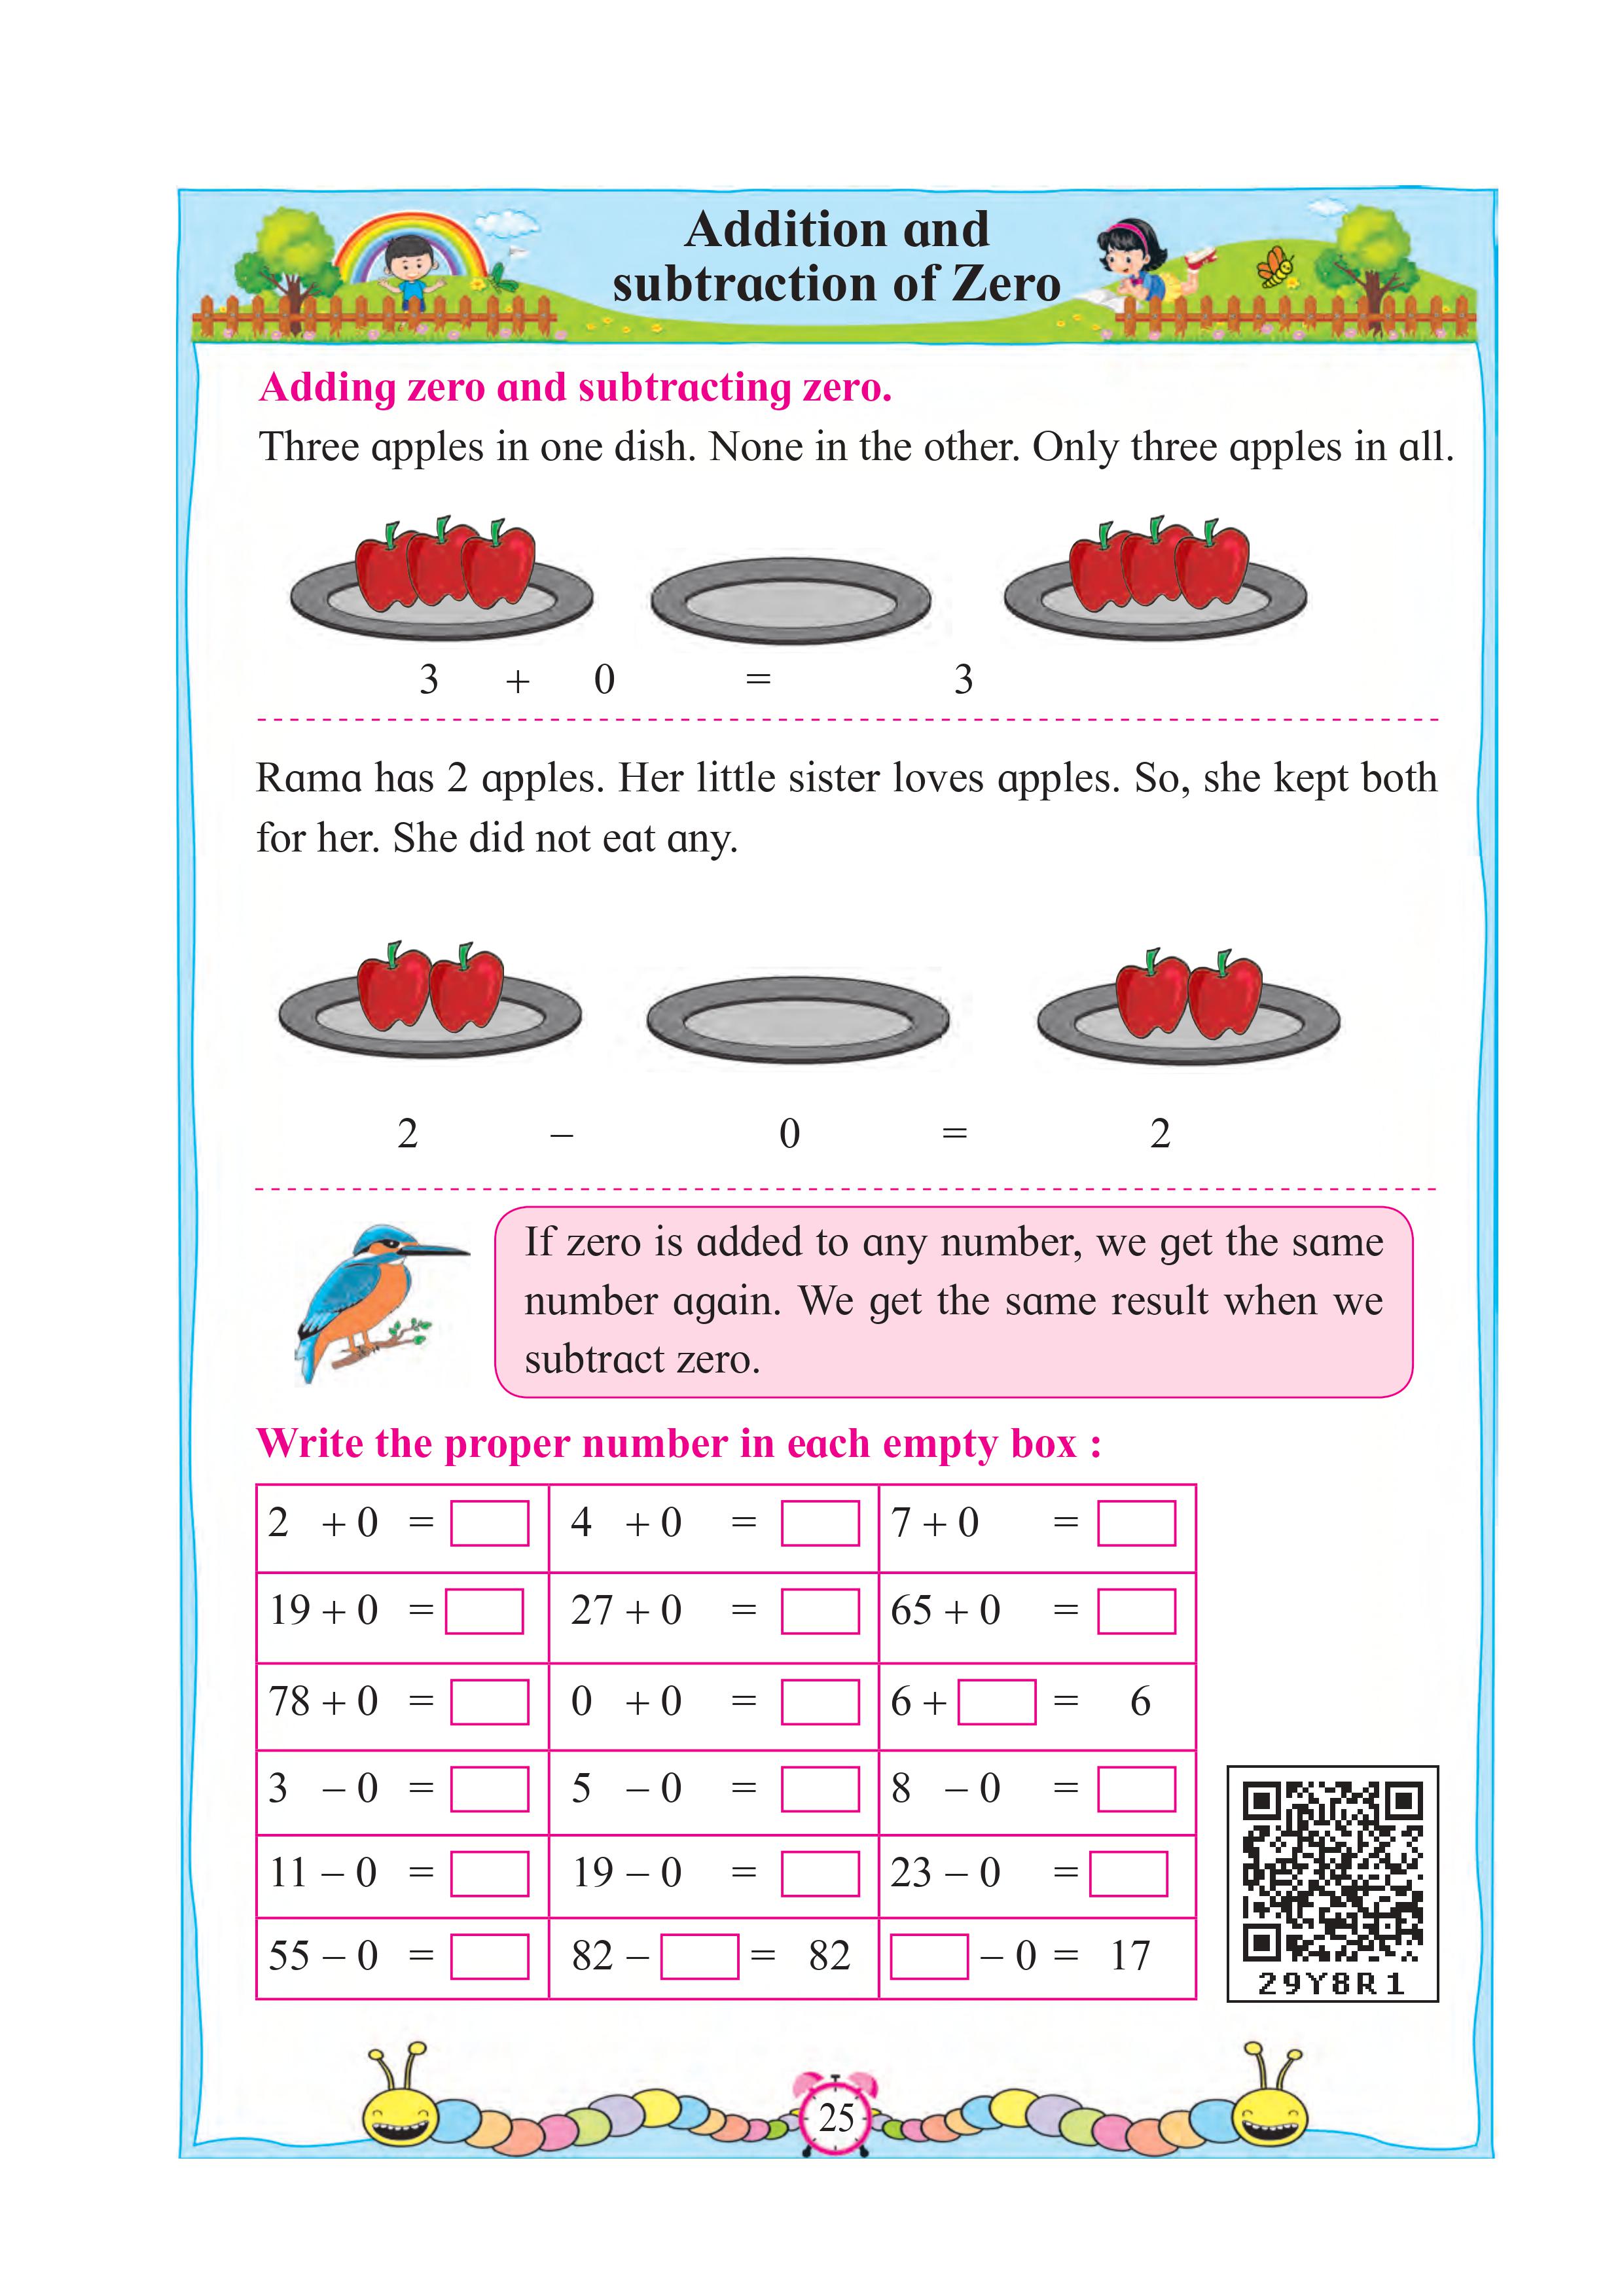 Addition and
subtraction of Zero
Adding zero and subtracting zero.
Three apples in one dish. None in the other. Only three apples in all.
3 + 0 = 3
Rama has 2 apples. Her little sister loves apples. So, she kept both
for her. She did not eat any.
2 – 0 = 2
If zero is added to any number, we get the same
number again. We get the same result when we
subtract zero.
Write the proper number in each empty box :
2 + 0 = 4 + 0 = 7 + 0 =
19 + 0 = 27 + 0 = 65 + 0 =
78 + 0 = 0 + 0 = 6 + = 6
3 – 0 = 5 – 0 = 8 – 0 =
11 – 0 = 19 – 0 = 23 – 0 =
55 – 0 = 82 – = 82 – 0 = 17
29Y8R1
25